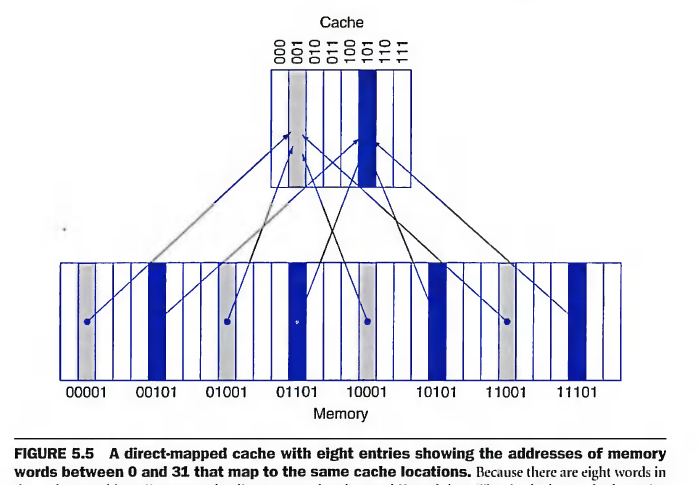 Cache
000 001 010 011 100 101 110 111
00001 00101 01001 01101 10001 10101 11001 11101
Memory
FIGURE 5.5 A direct-mapped cache with eight entries showing the addresses of memory
words between 0 and 31 that map to the same cache locations. Because there are eight words in